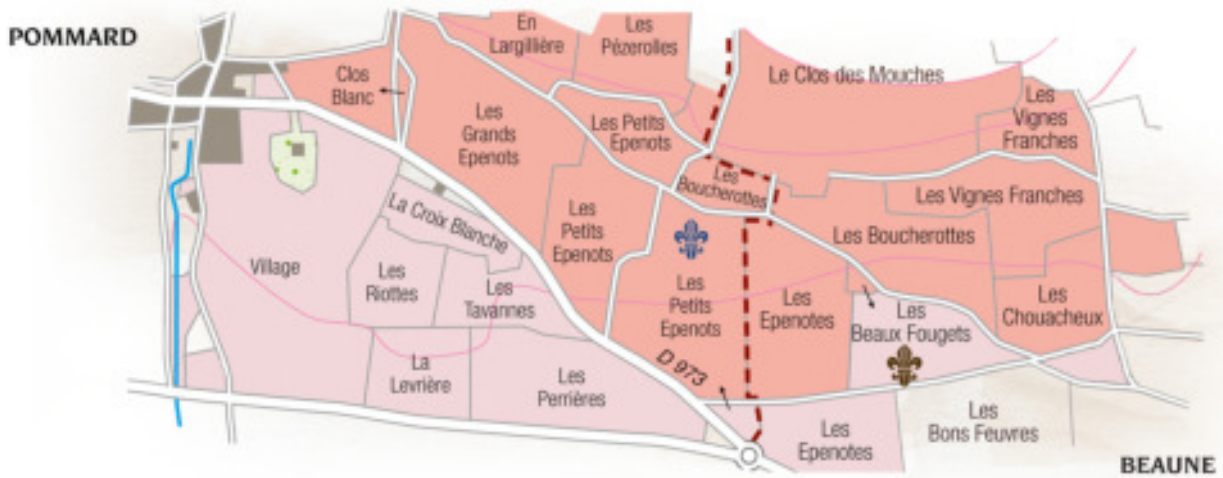 POMMARD
En
Largillière
Les
Pézerolles
Le Clos des Mouches
Clos
Blanc
Les
Vignes
Franches
Les
Grands
Epenots
Les Petits
Epenots
Les
Boucherottes
Les Vignes Franches
La Croix Blanche
Les
Petits
Epenots
Les Boucherottes
Village
Les
Riottes
Les
Tavannes
Les
Petits
Epenots
Les
Epenotes
Les
Beaux Fougets
Les
Chouacheux
D 973
La
Levrière
Les
Perrières
Les
Epenotes
Les
Bons Feuvres
BEAUNE